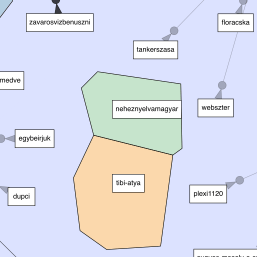 zavarosvizbenuszni
floracska
tankerszasa
medve
neheznyelvamagyar
webszter
egybeirjuk
tibi-atya
dupci
plexi1120